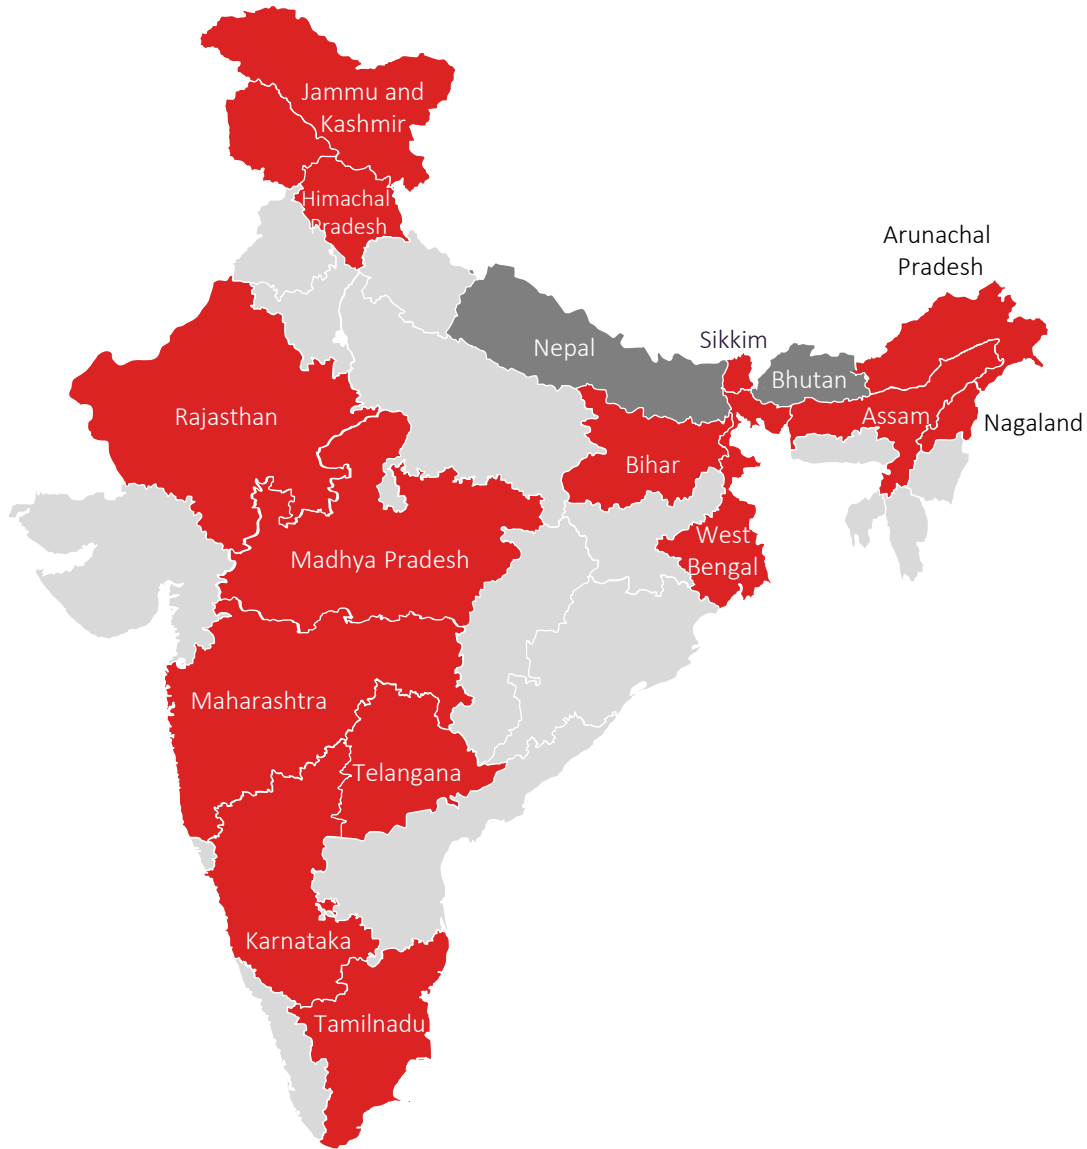 Jammu and
Kashmir
Himachal
Pradesh
Arunachal
Pradesh
Sikkim
Nepal
Bhutan
Rajasthan
Assam
Nagaland
Bihar
West
Bengal
Madhya Pradesh
Maharashtra
Telangana
Karnataka
Tamilnadu